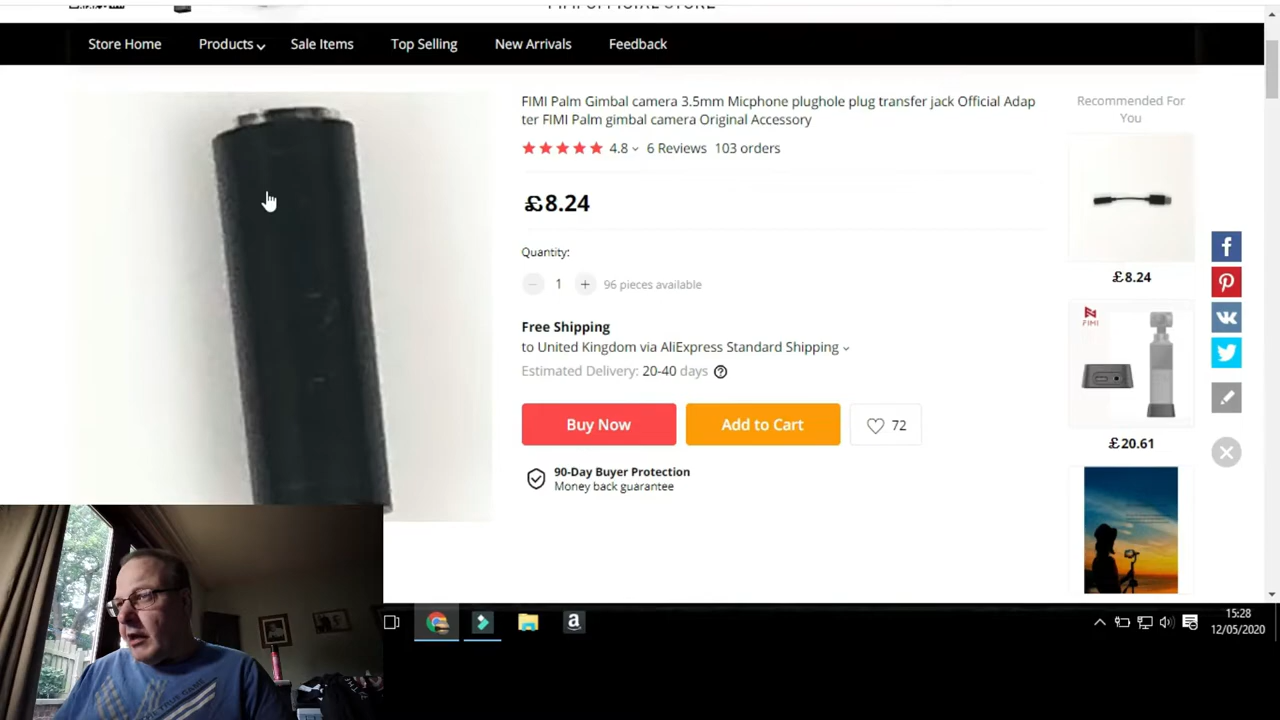 FIMI OFFICIAL STORE
Store Home Products Sale Items Top Selling New Arrivals Feedback
FIMI Palm Gimbal camera 3.5mm Micphone plughole plug transfer jack Official Adap
ter FIMI Palm gimbal camera Original Accessory
4.8 6 Reviews 103 orders
£8.24
Quantity:
1 96 pieces available
Free Shipping
to United Kingdom via AliExpress Standard Shipping
Estimated Delivery: 20-40 days
Buy Now Add to Cart 72
90-Day Buyer Protection
Money back guarantee
Recommended For
You
£8.24
FIMI
£20.61
15:28
12/05/2020